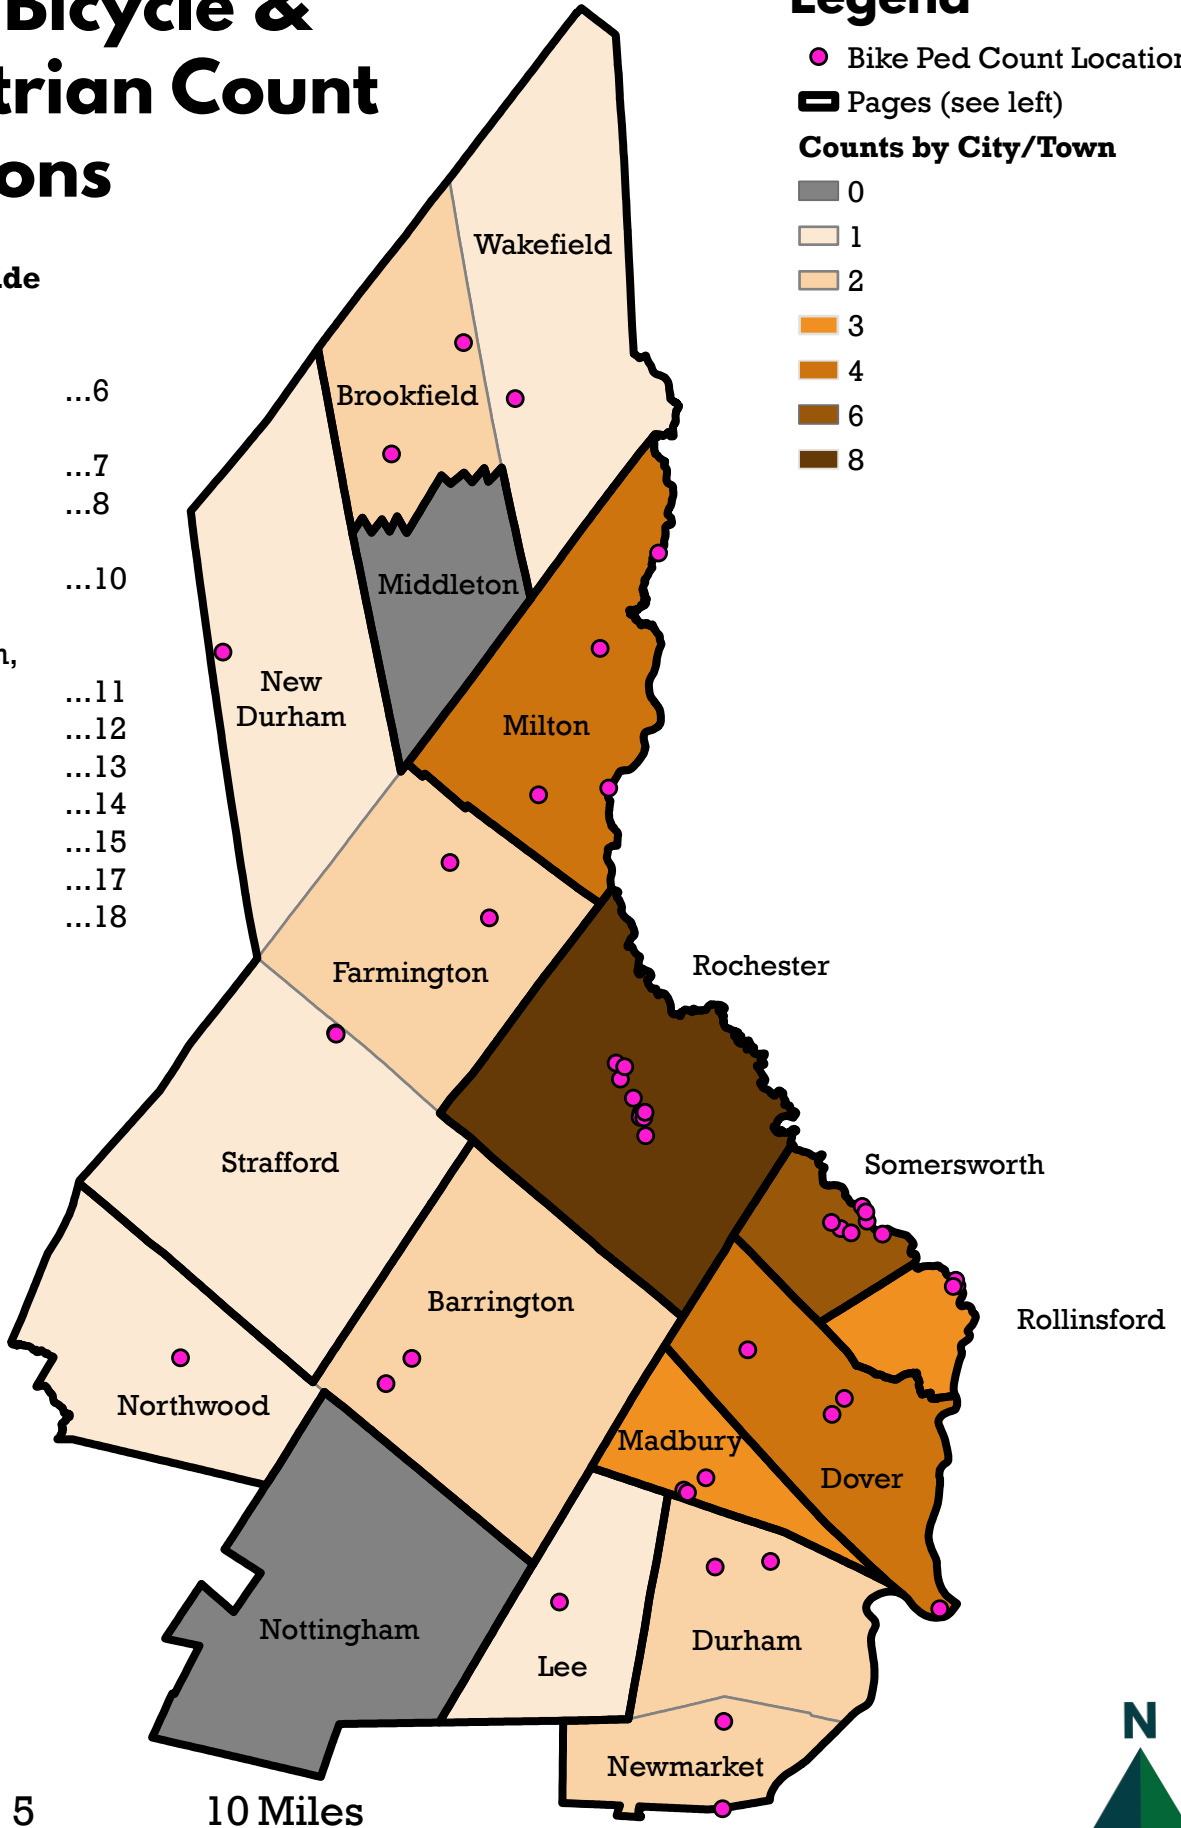 Bicycle &
trian Count
ons
ide
...6
...7
...8
...10
n,
...11
...12
...13
...14
...15
...17
...18
Legend
Bike Ped Count Location
Pages (see left)
Counts by City/Town
0
1
2
3
4
6
8
Wakefield
Brookfield
Middleton
New
Durham
Milton
Farmington
Rochester
Strafford
Somersworth
Barrington
Rollinsford
Northwood
Madbury
Dover
Nottingham
Durham
Lee
Newmarket
N
5 10 Miles